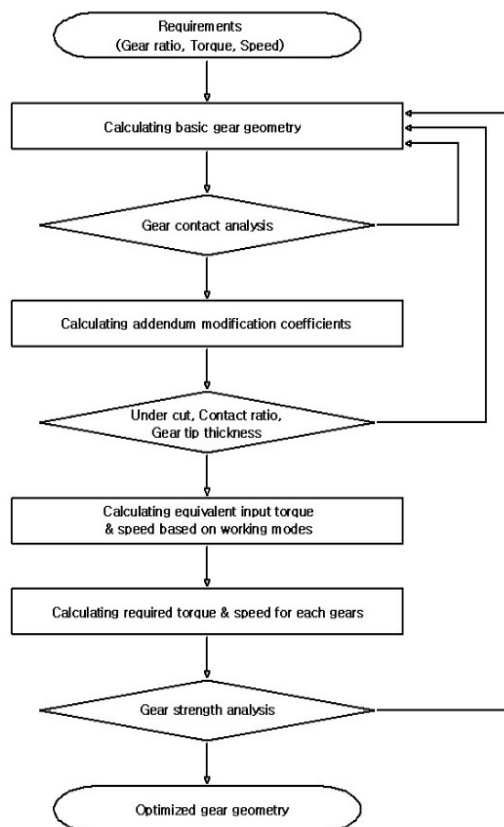 Requirements
(Gear ratio, Torque, Speed)
Calculating basic gear geometry
Gear contact analysis
Calculating addendum modification coefficients
Under cut, Contact ratio,
Gear tip thickness
Calculating equivalent input torque
& speed based on working modes
Calculating required torque & speed for each gears
Gear strength analysis
Optimized gear geometry